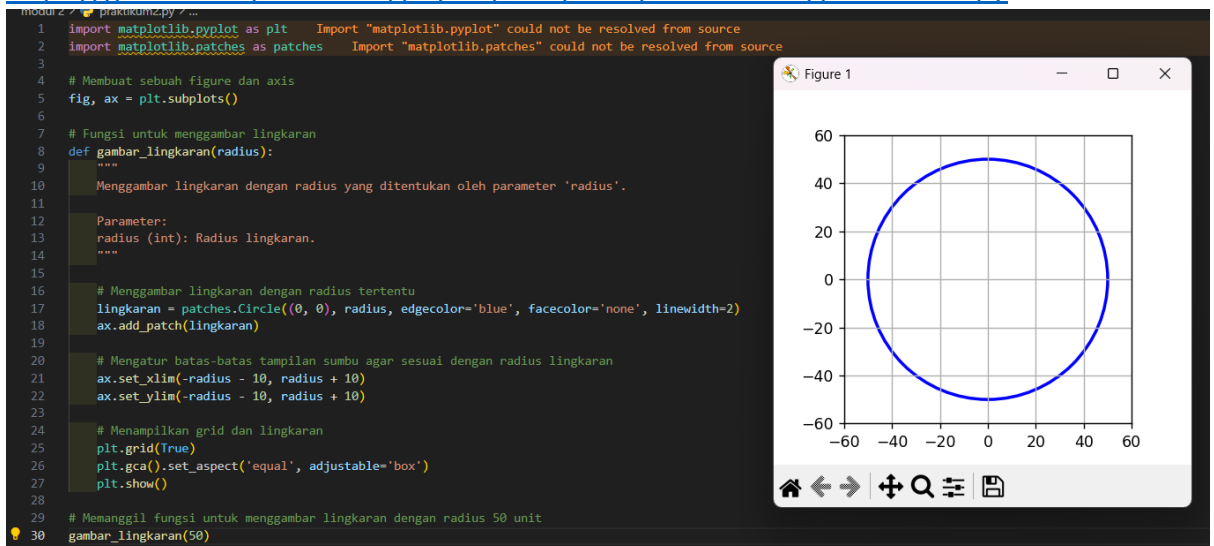 modul 2 > praktikum2.py > ...
1 import matplotlib.pyplot as plt Import "matplotlib.pyplot" could not be resolved from source
2 import matplotlib.patches as patches Import "matplotlib.patches" could not be resolved from source
3
4 # Membuat sebuah figure dan axis
5 fig, ax = plt.subplots()
6
7 # Fungsi untuk menggambar lingkaran
8 def gambar_lingkaran(radius):
9 """
10 Menggambar lingkaran dengan radius yang ditentukan oleh parameter 'radius'.
11
12 Parameter:
13 radius (int): Radius lingkaran.
14 """
15
16 # Menggambar lingkaran dengan radius tertentu
17 lingkaran = patches.Circle((0, 0), radius, edgecolor='blue', facecolor='none', linewidth=2)
18 ax.add_patch(lingkaran)
19
20 # Mengatur batas-batas tampilan sumbu agar sesuai dengan radius lingkaran
21 ax.set_xlim(-radius - 10, radius + 10)
22 ax.set_ylim(-radius - 10, radius + 10)
23
24 # Menampilkan grid dan lingkaran
25 plt.grid(True)
26 plt.gca().set_aspect('equal', adjustable='box')
27 plt.show()
28
29 # Memanggil fungsi untuk menggambar lingkaran dengan radius 50 unit
30 gambar_lingkaran(50)
Figure 1
60
40
20
0
−20
−40
−60
−60 −40 −20 0 20 40 60